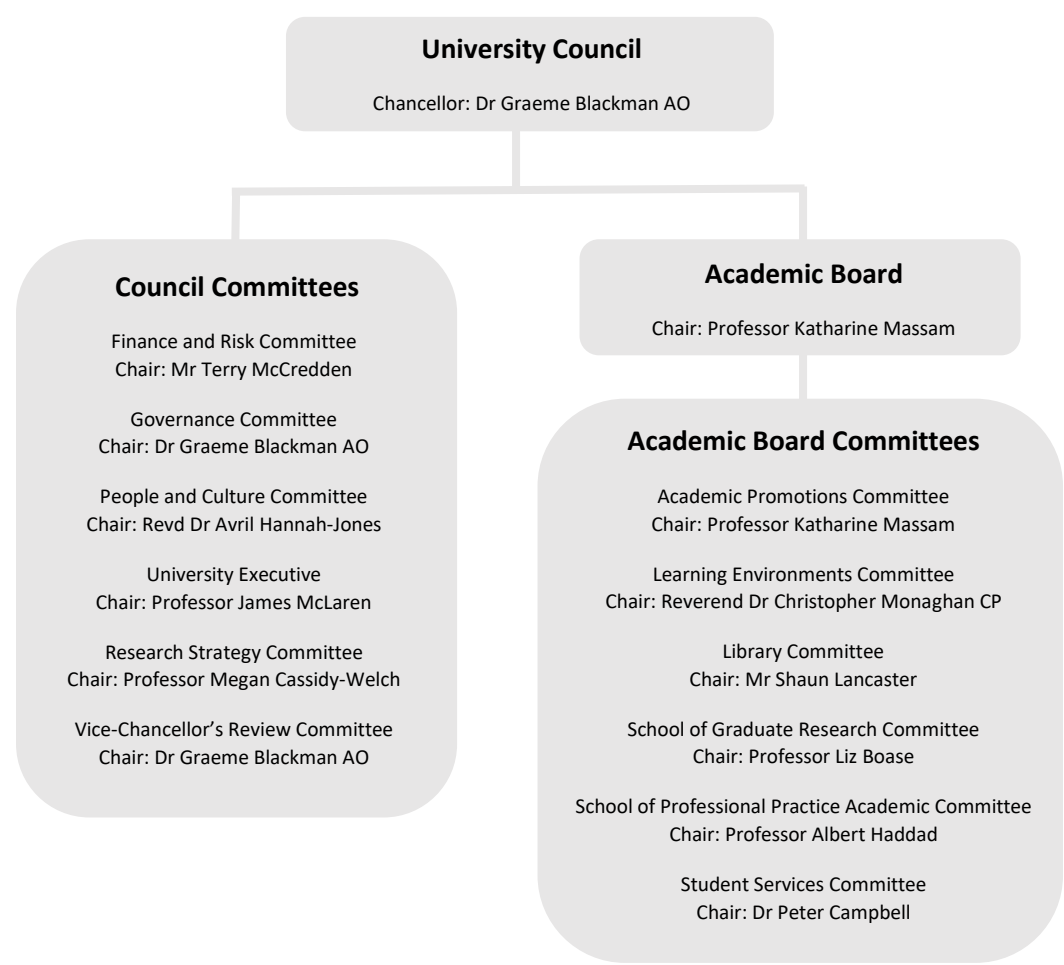 University Council
Chancellor: Dr Graeme Blackman AO
Council Committees
Finance and Risk Committee
Chair: Mr Terry McCredden
Governance Committee
Chair: Dr Graeme Blackman AO
People and Culture Committee
Chair: Revd Dr Avril Hannah-Jones
University Executive
Chair: Professor James McLaren
Research Strategy Committee
Chair: Professor Megan Cassidy-Welch
Vice-Chancellor’s Review Committee
Chair: Dr Graeme Blackman AO
Academic Board
Chair: Professor Katharine Massam
Academic Board Committees
Academic Promotions Committee
Chair: Professor Katharine Massam
Learning Environments Committee
Chair: Reverend Dr Christopher Monaghan CP
Library Committee
Chair: Mr Shaun Lancaster
School of Graduate Research Committee
Chair: Professor Liz Boase
School of Professional Practice Academic Committee
Chair: Professor Albert Haddad
Student Services Committee
Chair: Dr Peter Campbell